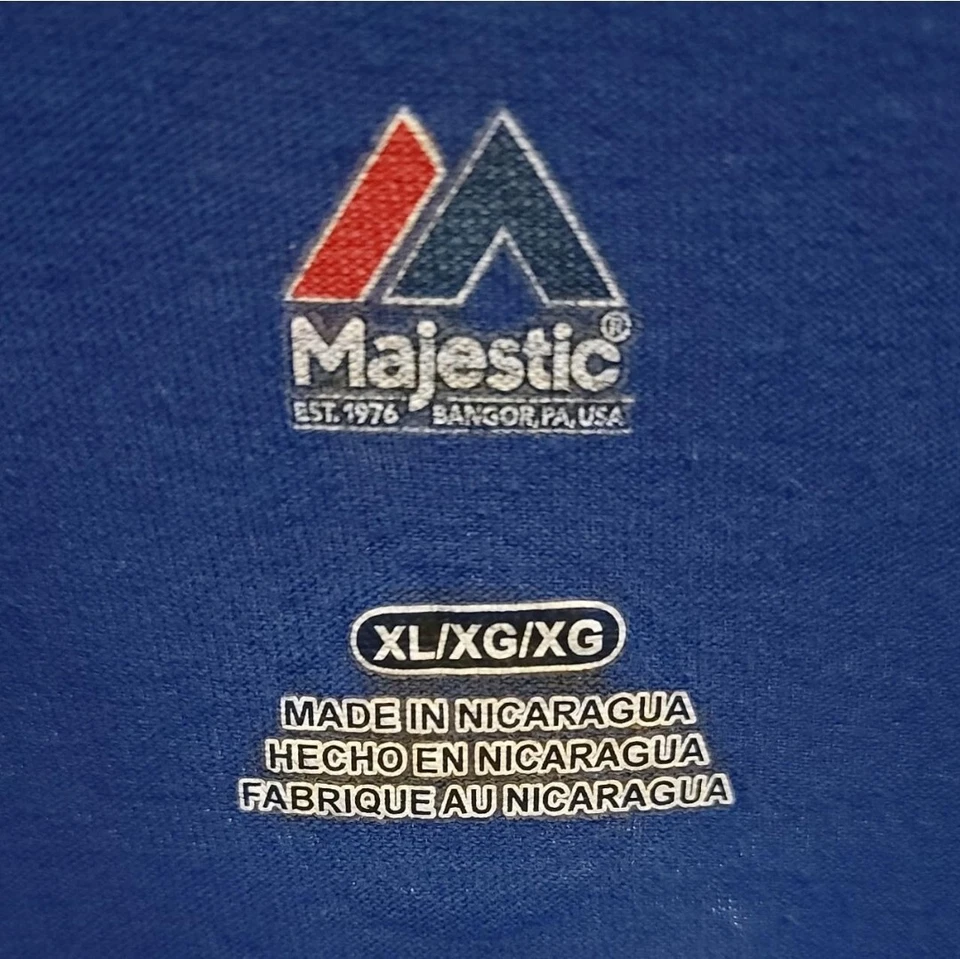 Majestic®
EST. 1976 BANGOR, PA, USA
XL/XG/XG
MADE IN NICARAGUA
HECHO EN NICARAGUA
FABRIQUE AU NICARAGUA